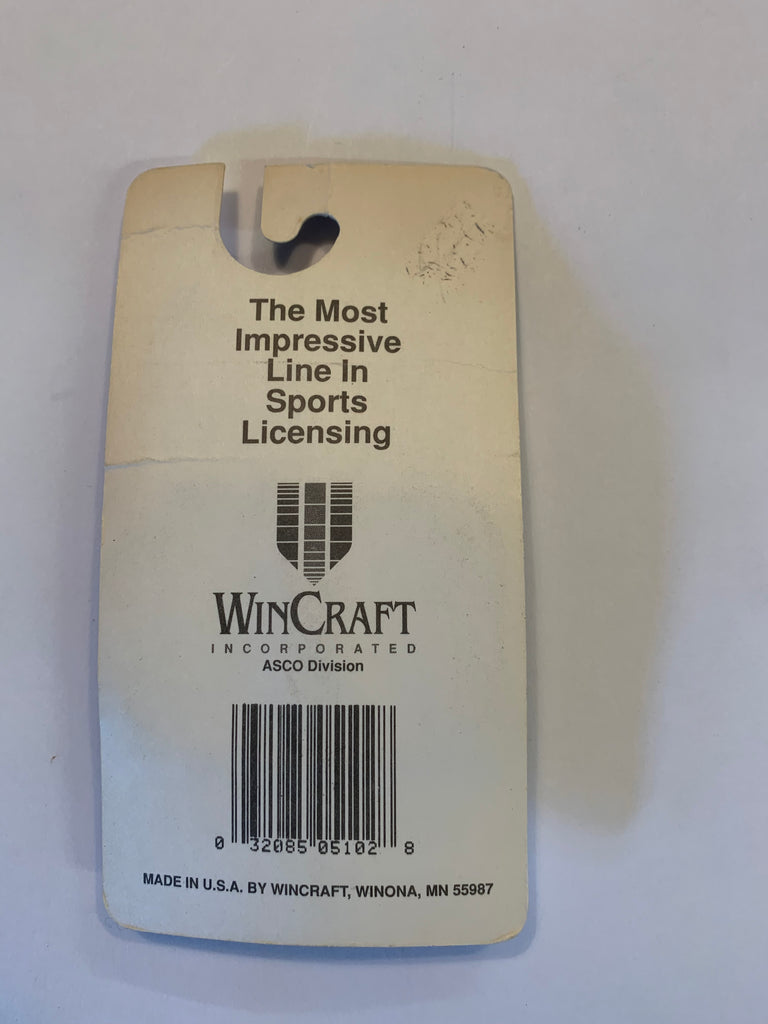 The Most
Impressive
Line In
Sports
Licensing
WINCRAFT
INCORPORATED
ASCO Division
0 32085 05102 8
MADE IN U.S.A. BY WINCRAFT, WINONA, MN 55987